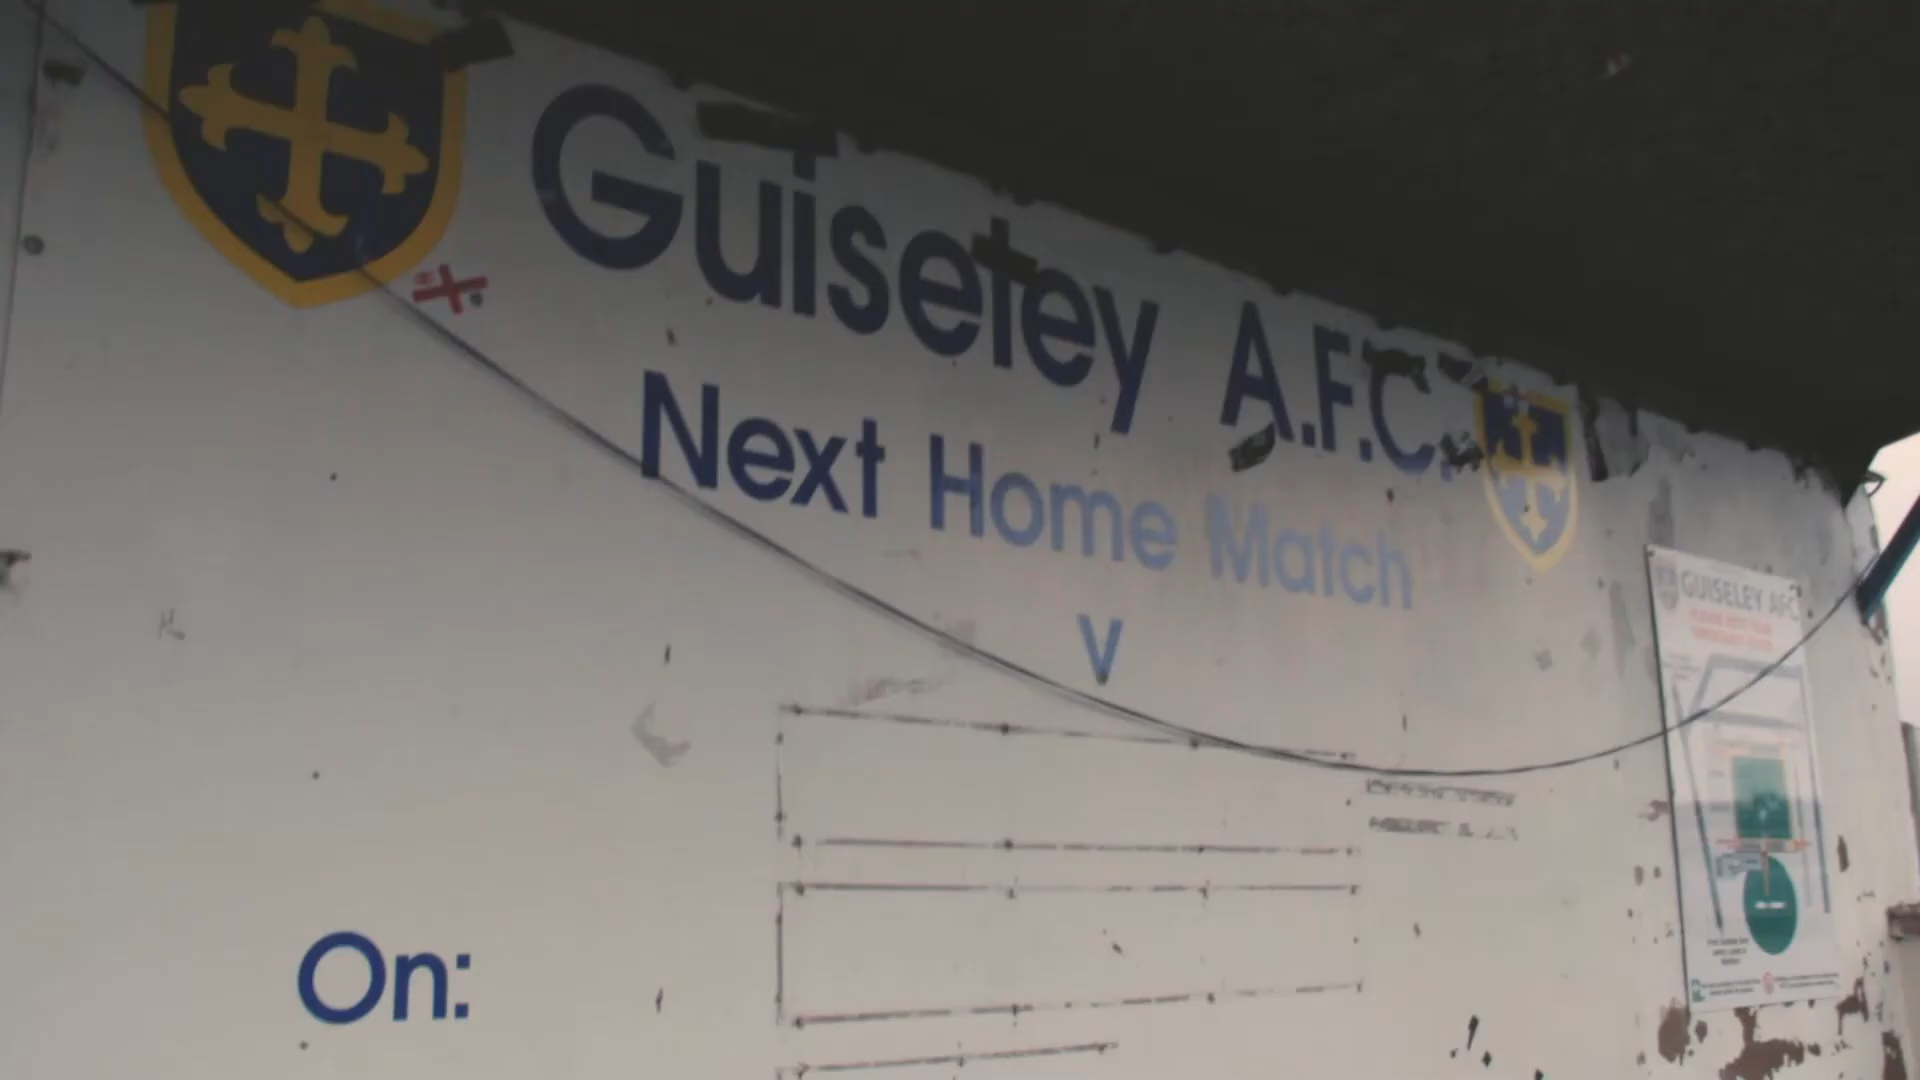 Guiseley A.F.C.
Next Home Match
v
On:
GUISELEY AFC